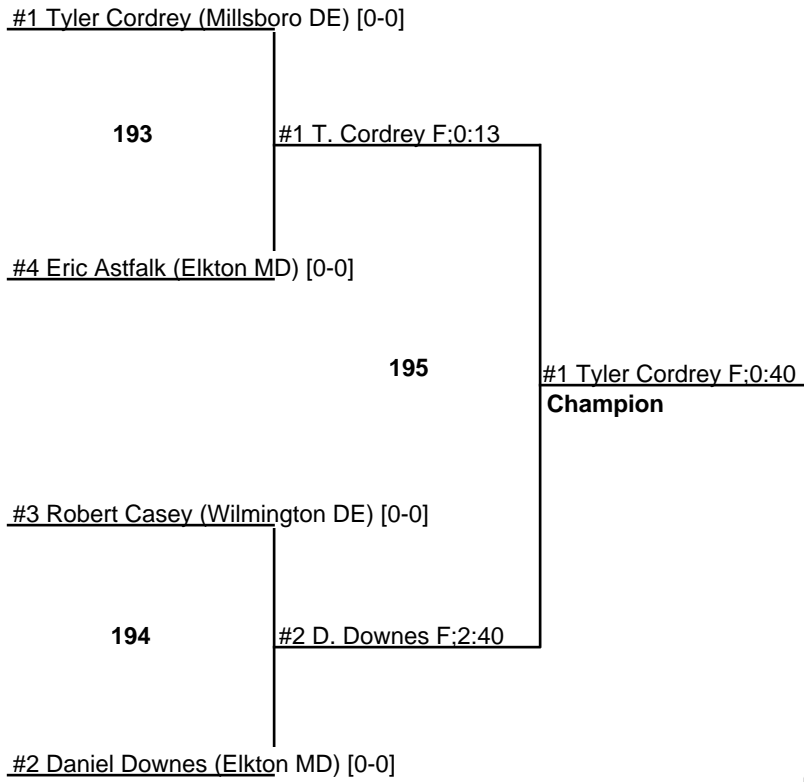 #1 Tyler Cordrey (Millsboro DE) [0-0]
193
#1 T. Cordrey F;0:13
#4 Eric Astfalk (Elkton MD) [0-0]
195
#1 Tyler Cordrey F;0:40
Champion
#3 Robert Casey (Wilmington DE) [0-0]
194
#2 D. Downes F;2:40
#2 Daniel Downes (Elkton MD) [0-0]